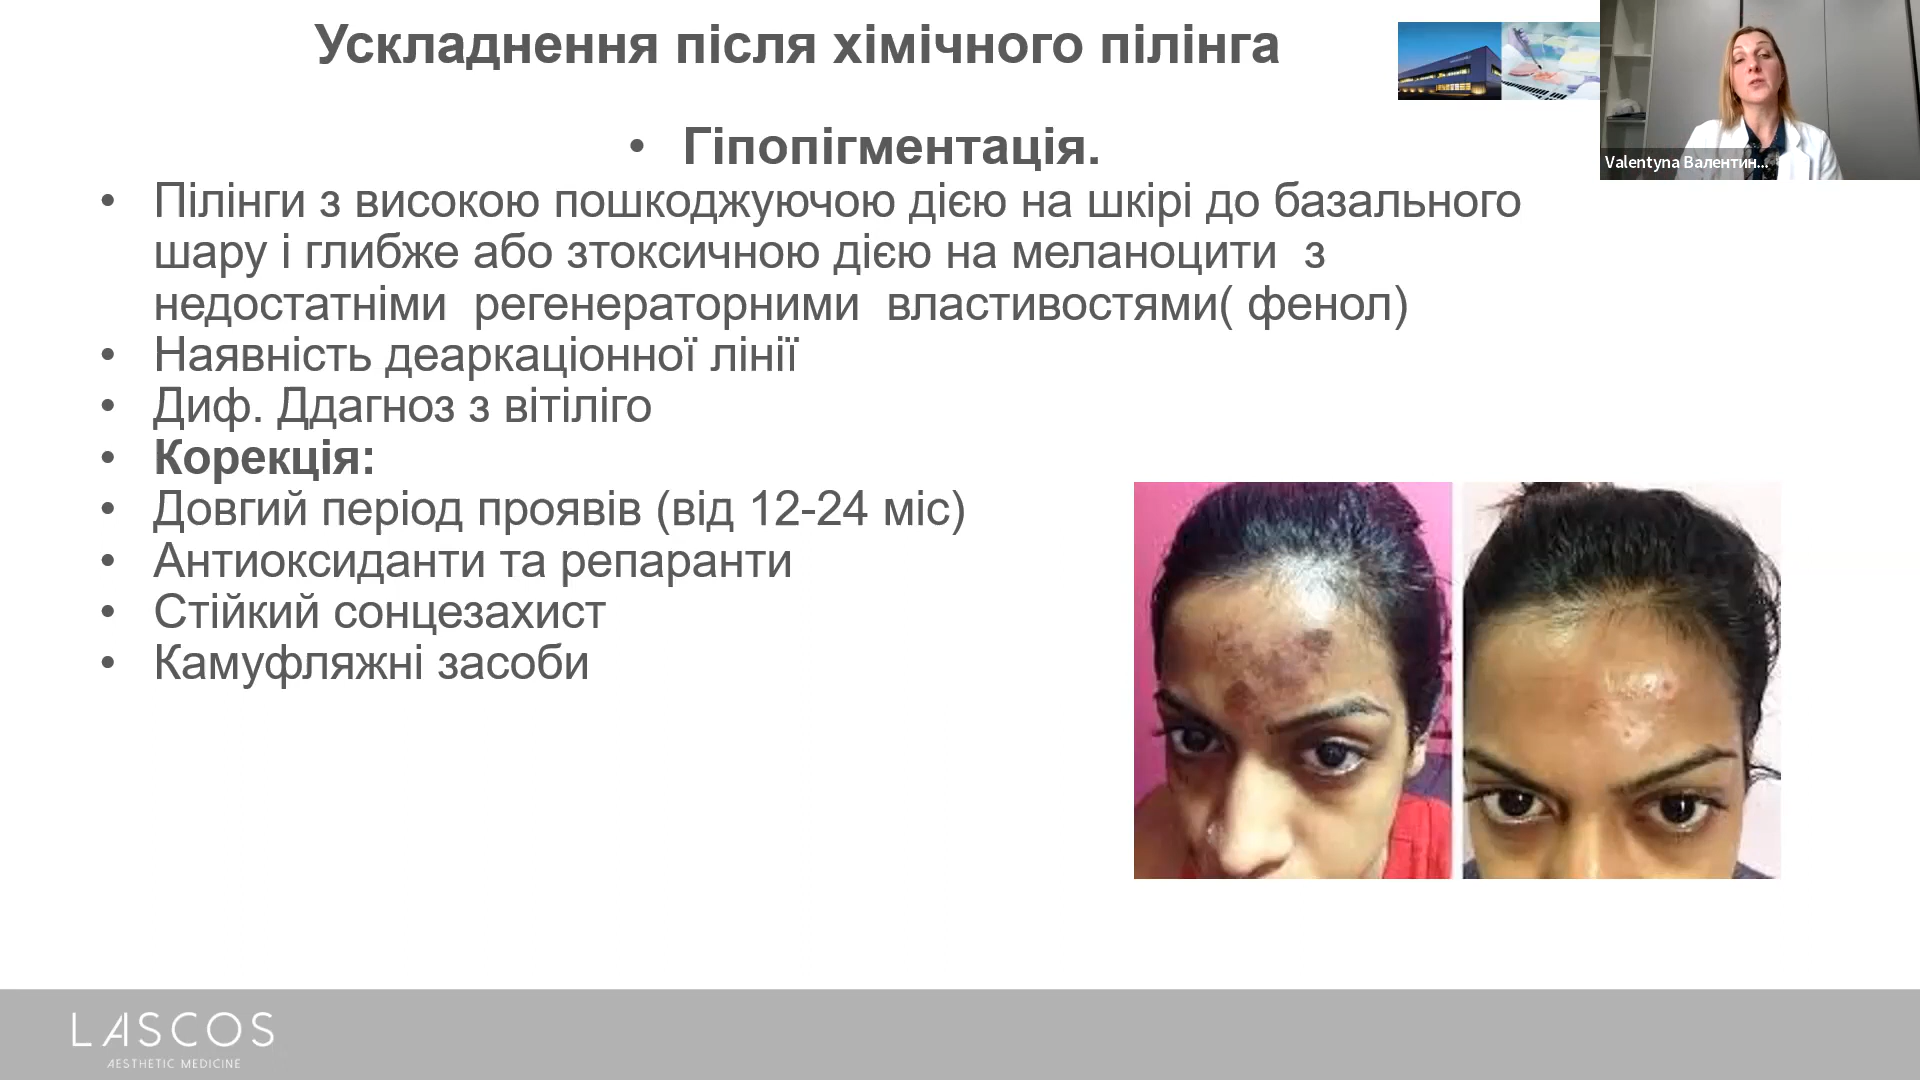 Ускладнення після хімічного пілінга
• Гіпопігментація.
• Пілінги з високою пошкоджуючою дією на шкірі до базального
шару і глибже або зтоксичною дією на меланоцити з
недостатніми регенераторними властивостями( фенол)
• Наявність деаркаціонної лінії
• Диф. Ддагноз з вітіліго
• Корекція:
• Довгий період проявів (від 12-24 міс)
• Антиоксиданти та репаранти
• Стійкий сонцезахист
• Камуфляжні засоби
Valentyna Валентин...
LASCOS
AESTHETIC MEDICINE